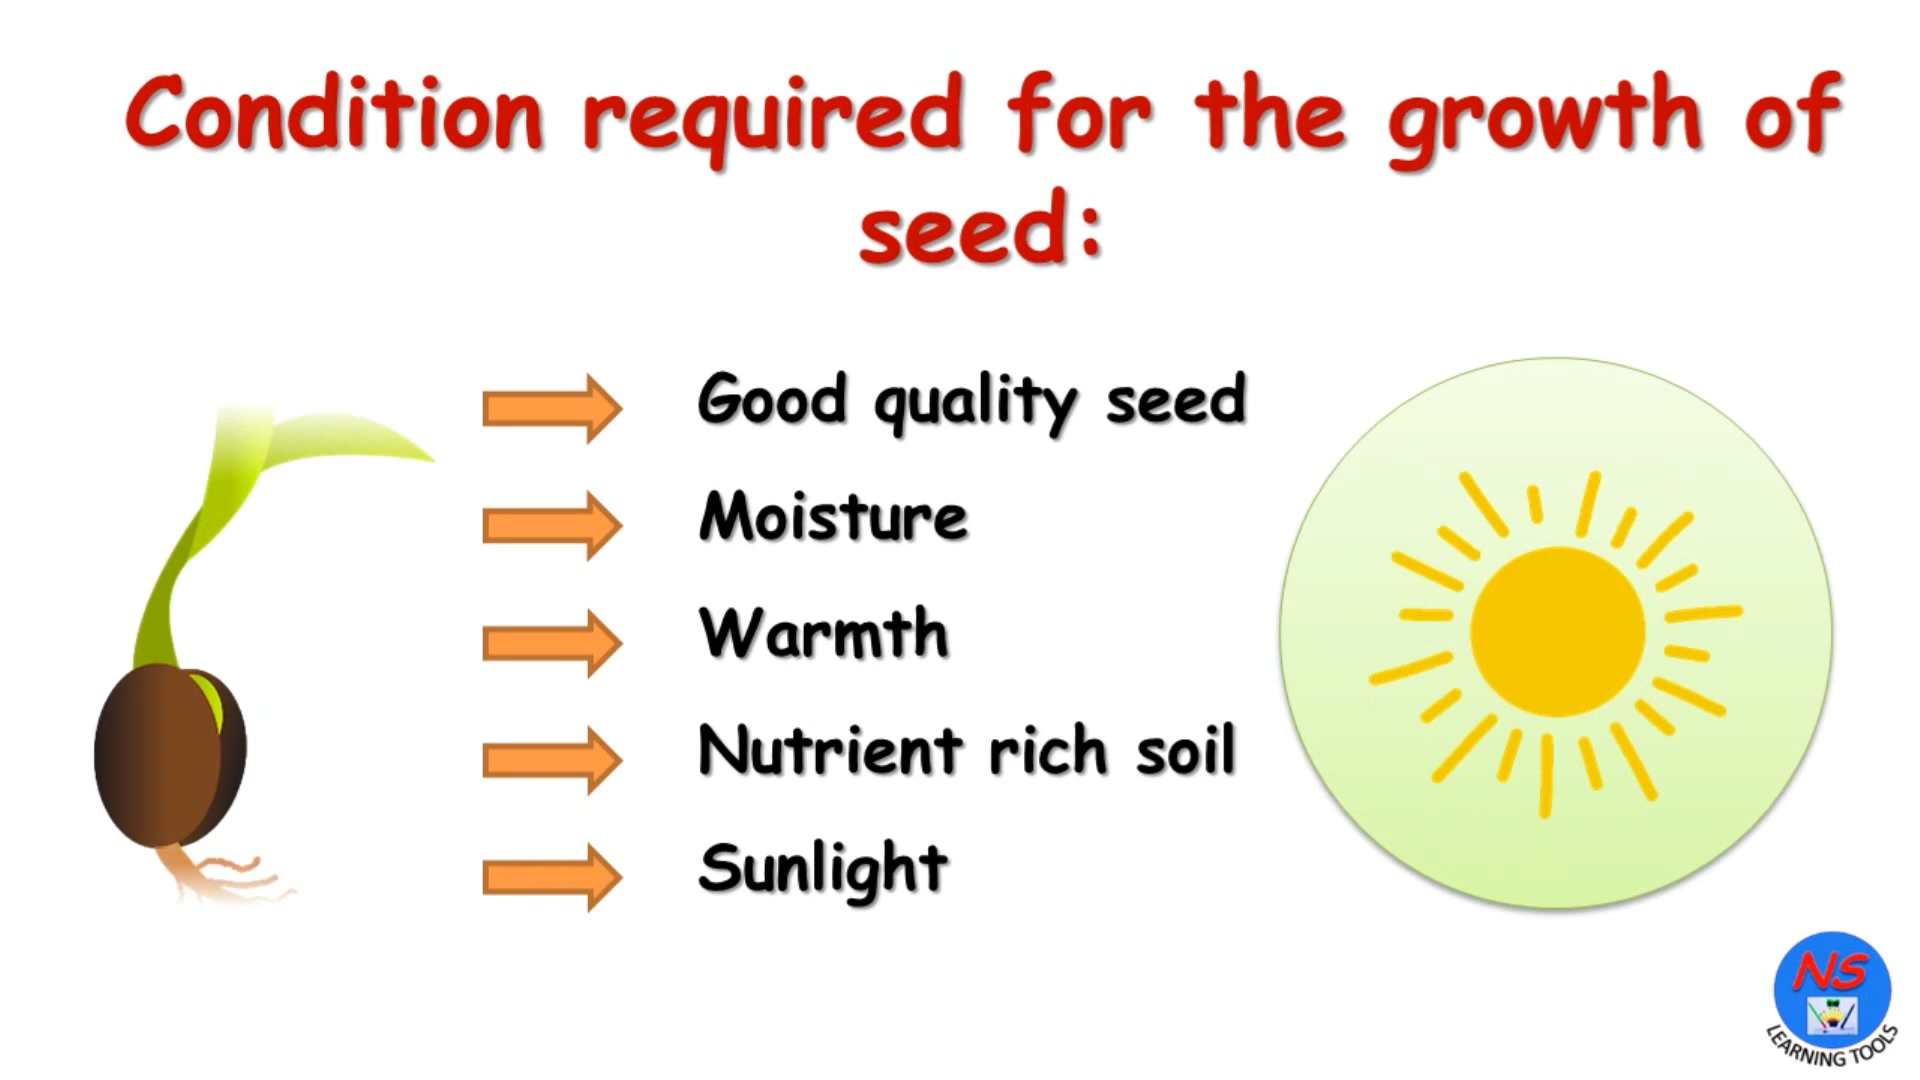 Condition required for the growth of
seed:
Good quality seed
Moisture
Warmth
Nutrient rich soil
Sunlight
NS
LEARNING TOOLS